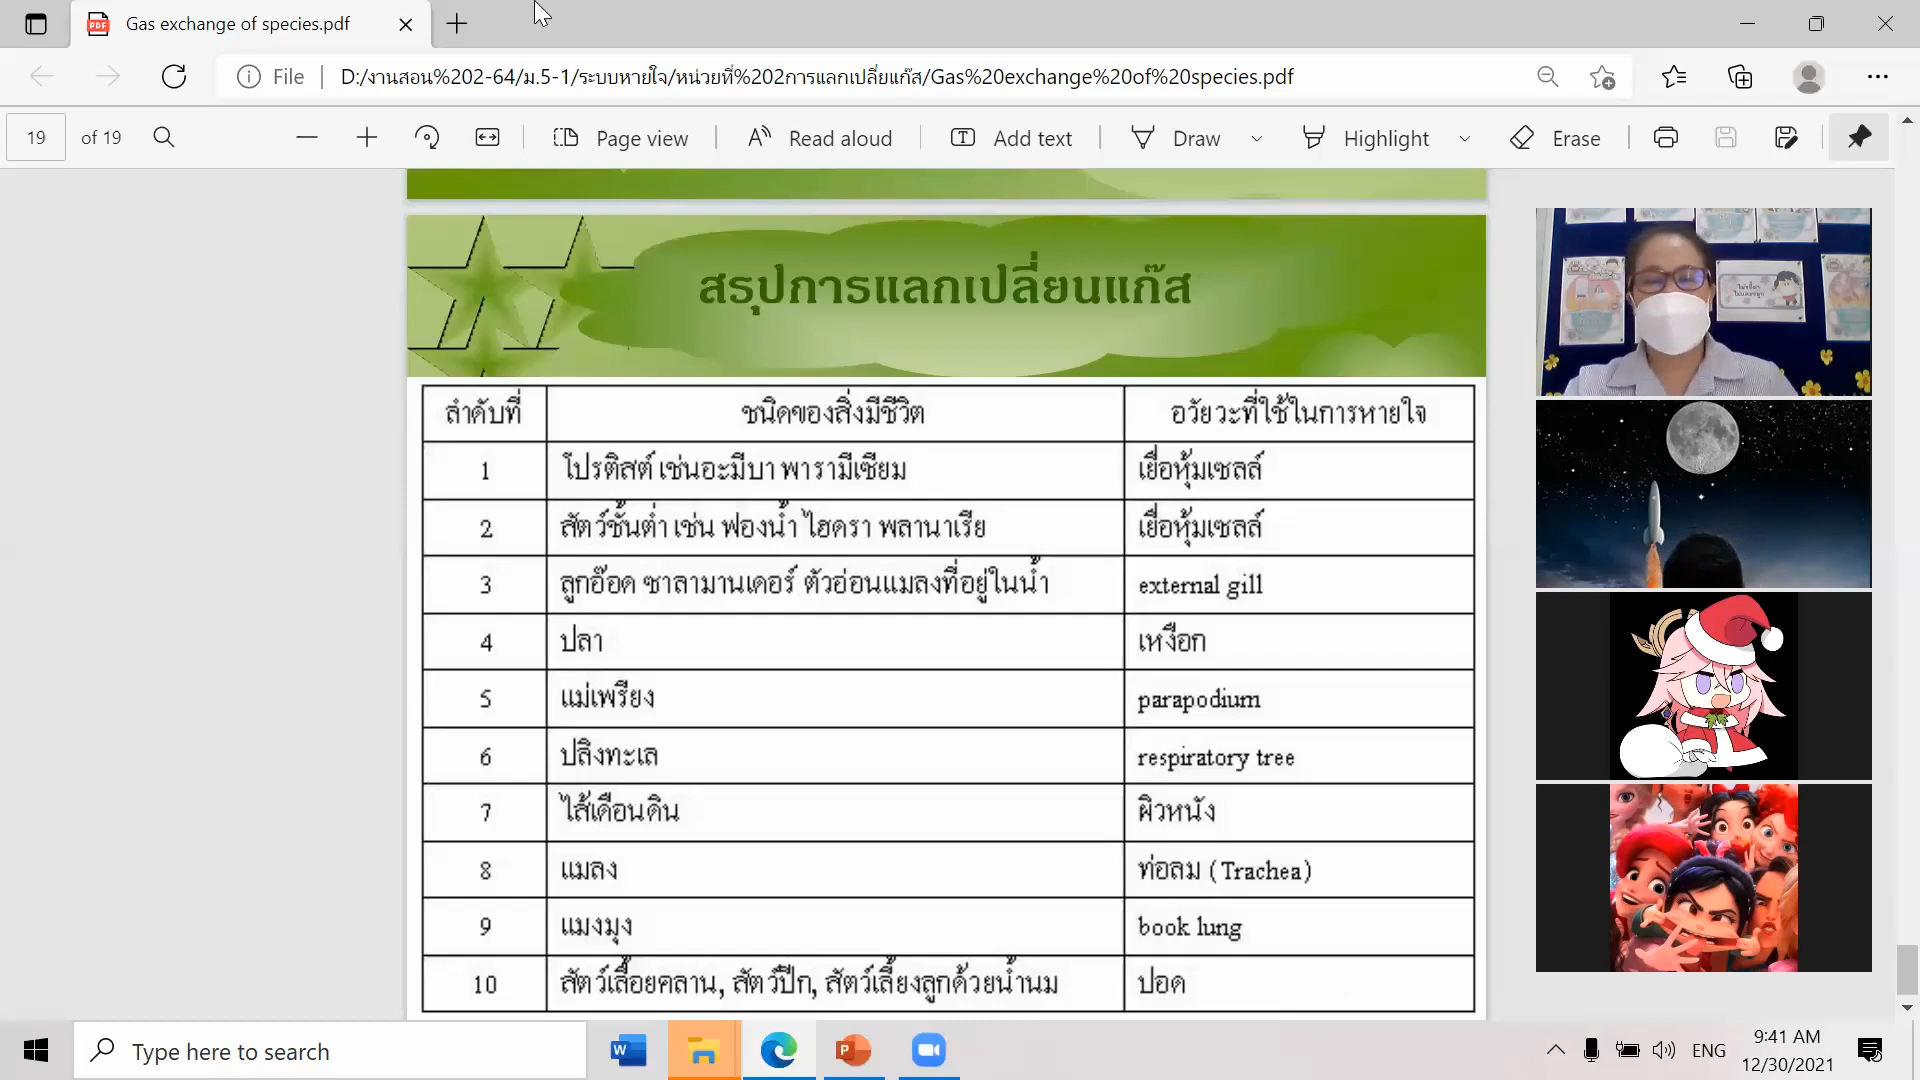 Gas exchange of species.pdf
File
D:/งานสอน%202-64/ม.5-1/ระบบหายใจ/หน่วยที่%202การแลกเปลี่ยแก๊ส/Gas%20exchange%20of%20species.pdf
19 of 19
Page view
Read aloud
Add text
Draw
Highlight
Erase
สรุปการแลกเปลี่ยนแก๊ส
ลำดับที่ ชนิดของสิ่งมีชีวิต อวัยวะที่ใช้ในการหายใจ
1 โปรติสต์ เช่นอะมีบา พารามีเซียม เยื่อหุ้มเซลล์
2 สัตว์ชั้นต่ำ เช่น ฟองน้ำ ไฮดรา พลานาเรีย เยื่อหุ้มเซลล์
3 ลูกอ๊อด ซาลามานเดอร์ ตัวอ่อนแมลงที่อยู่ในน้ำ external gill
4 ปลา เหงือก
5 แม่เพรียง parapodium
6 ปลิงทะเล respiratory tree
7 ไส้เดือนดิน ผิวหนัง
8 แมลง ท่อลม (Trachea)
9 แมงมุง book lung
10 สัตว์เลื้อยคลาน, สัตว์ปีก, สัตว์เลี้ยงลูกด้วยน้ำนม ปอด
Type here to search
ENG
9:41 AM
12/30/2021